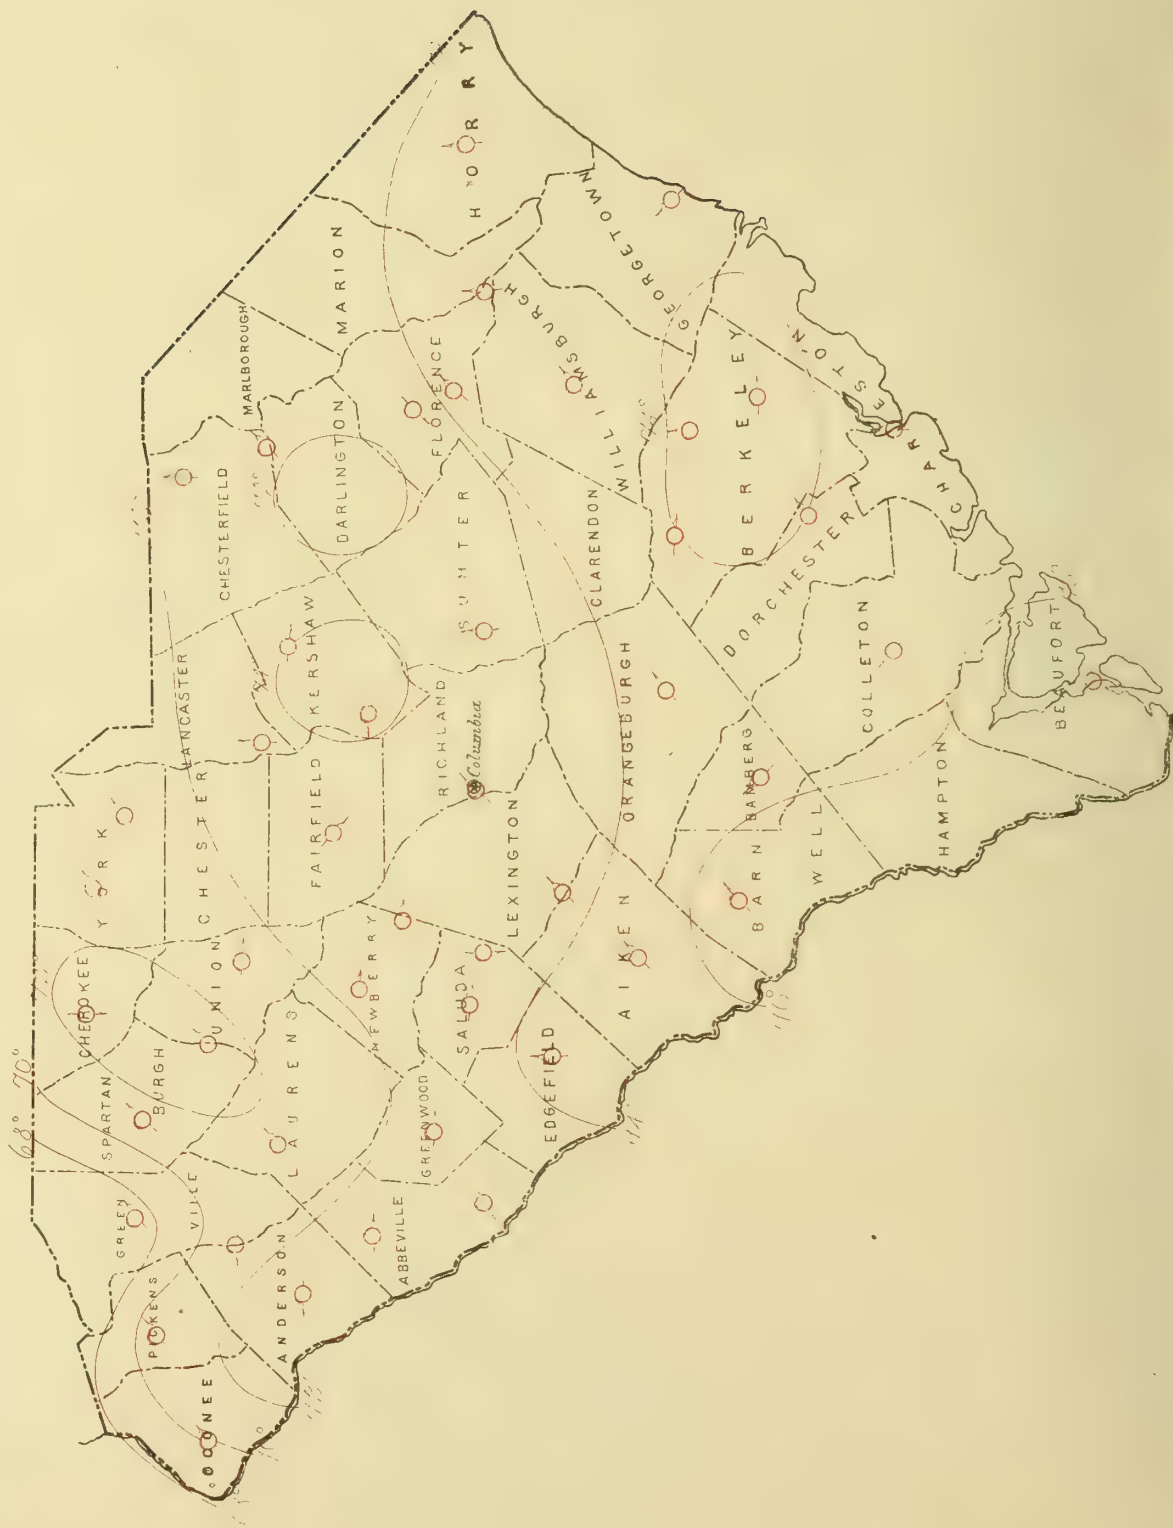 HORRY
MARION
MARLBOROUGH
GEORGETOWN
WILLIAMSBURGH
FLORENCE
DARLINGTON
CHESTERFIELD
BERKELEY
CHARLESTON
SUMTER
CLARENDON
DORCHESTER
KERSHAW
LANCASTER
COLLETON
BEAUFORT
RICHLAND
Columbia
ORANGEBURGH
BAMBERG
HAMPTON
YORK
CHESTER
FAIRFIELD
LEXINGTON
BARNWELL
CHEROKEE
UNION
NEWBERRY
SALUDA
AIKEN
68° 70°
SPARTANBURGH
LAURENS
GREENWOOD
EDGEFIELD
GREENVILLE
ABBEVILLE
PICKENS
ANDERSON
OCONEE